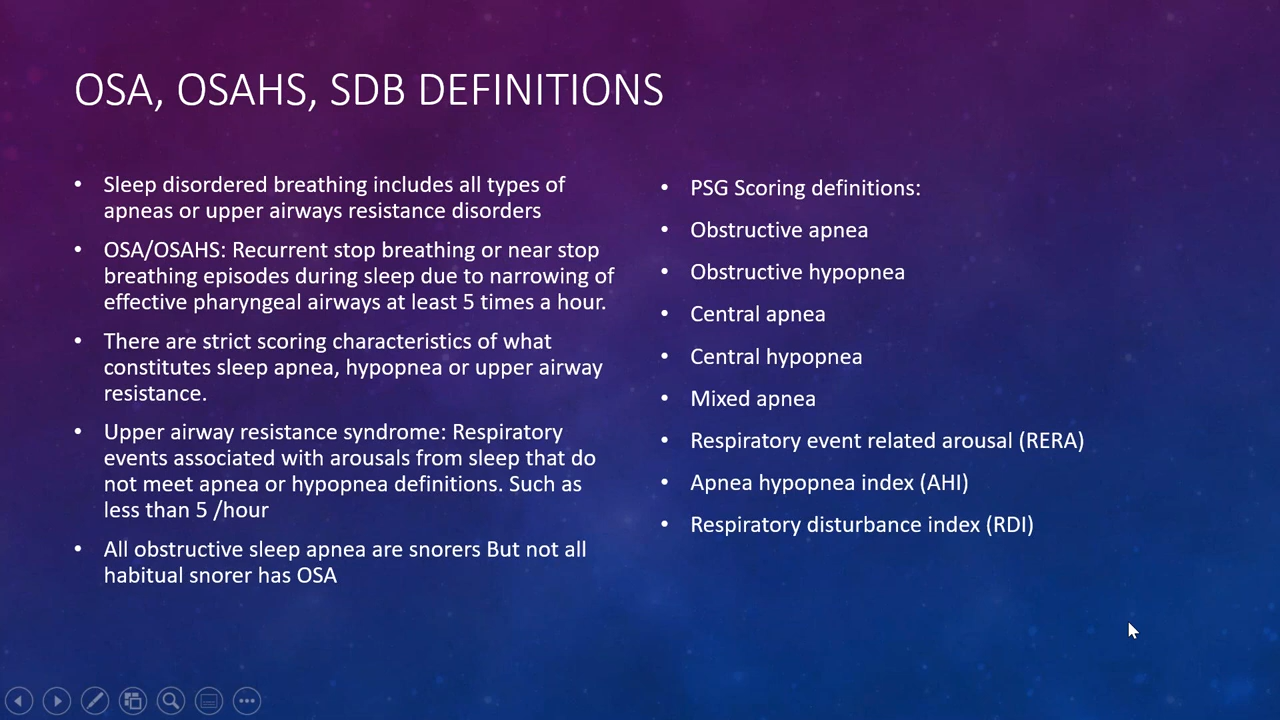 OSA, OSAHS, SDB DEFINITIONS
• Sleep disordered breathing includes all types of
apneas or upper airways resistance disorders
• OSA/OSAHS: Recurrent stop breathing or near stop
breathing episodes during sleep due to narrowing of
effective pharyngeal airways at least 5 times a hour.
• There are strict scoring characteristics of what
constitutes sleep apnea, hypopnea or upper airway
resistance.
• Upper airway resistance syndrome: Respiratory
events associated with arousals from sleep that do
not meet apnea or hypopnea definitions. Such as
less than 5 /hour
• All obstructive sleep apnea are snorers But not all
habitual snorer has OSA
• PSG Scoring definitions:
• Obstructive apnea
• Obstructive hypopnea
• Central apnea
• Central hypopnea
• Mixed apnea
• Respiratory event related arousal (RERA)
• Apnea hypopnea index (AHI)
• Respiratory disturbance index (RDI)